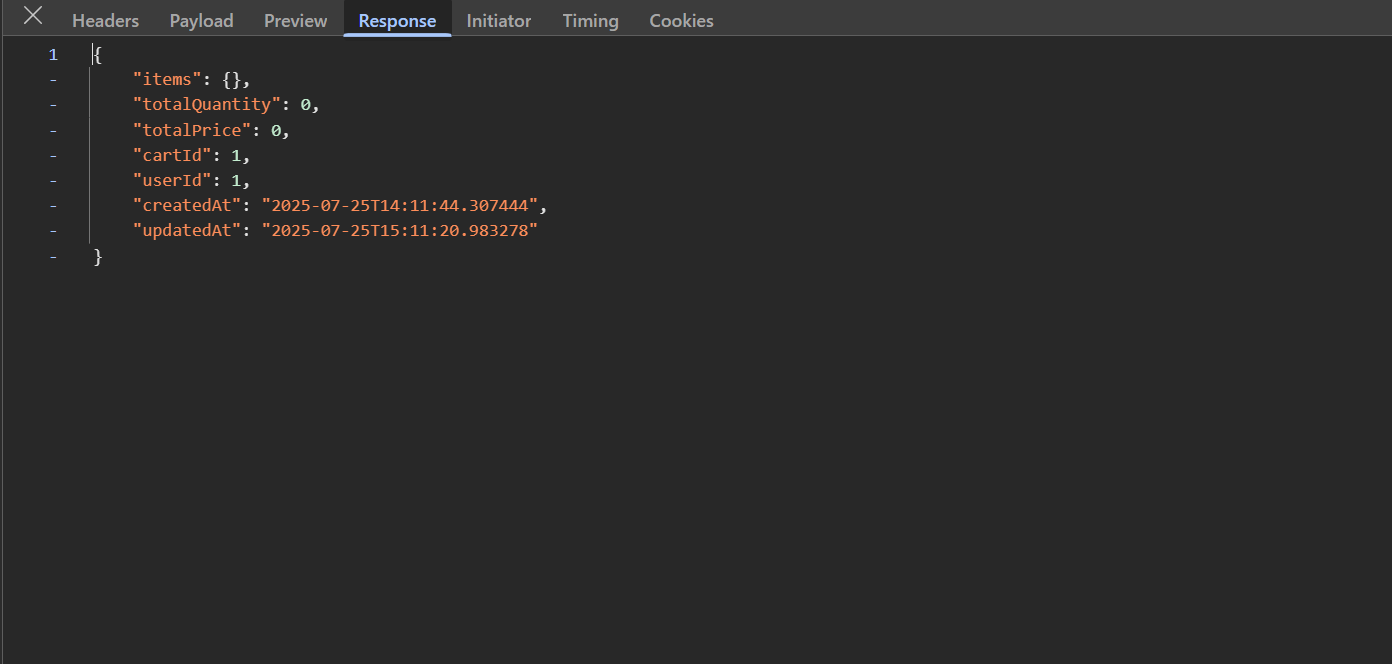 Headers Payload Preview Response Initiator Timing Cookies
1 {
- "items": {},
- "totalQuantity": 0,
- "totalPrice": 0,
- "cartId": 1,
- "userId": 1,
- "createdAt": "2025-07-25T14:11:44.307444",
- "updatedAt": "2025-07-25T15:11:20.983278"
- }